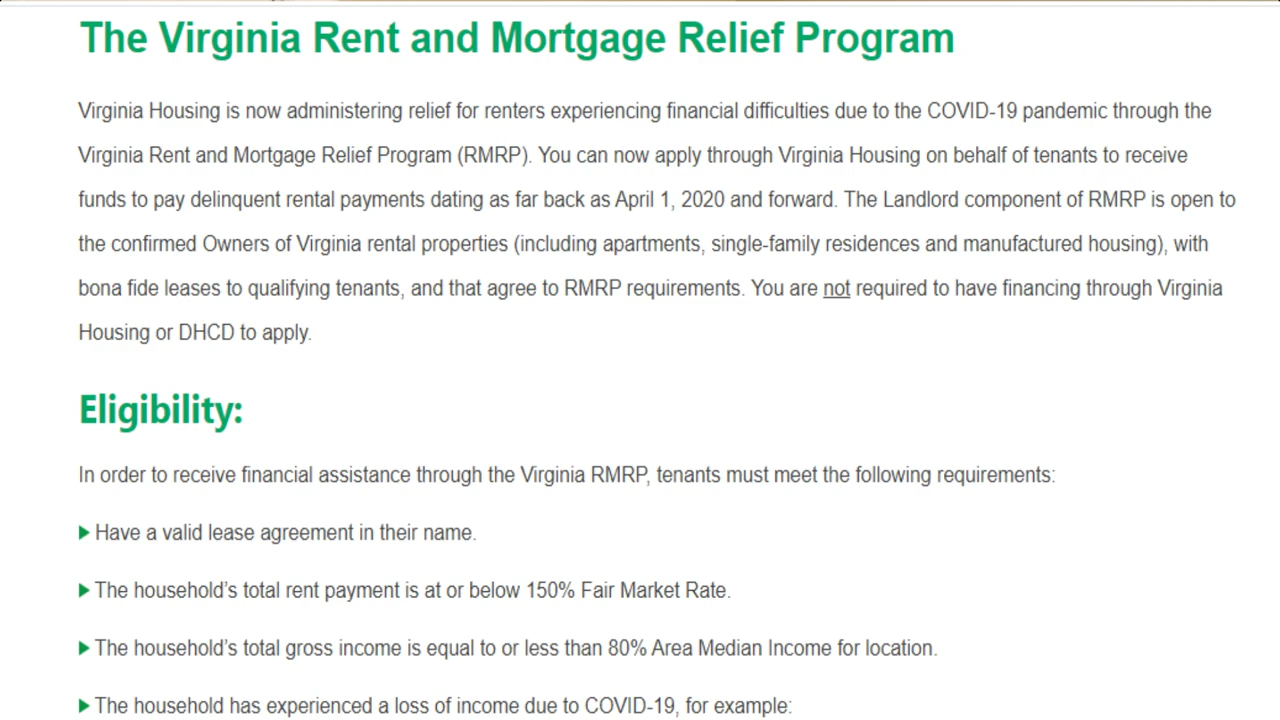 The Virginia Rent and Mortgage Relief Program
Virginia Housing is now administering relief for renters experiencing financial difficulties due to the COVID-19 pandemic through the
Virginia Rent and Mortgage Relief Program (RMRP). You can now apply through Virginia Housing on behalf of tenants to receive
funds to pay delinquent rental payments dating as far back as April 1, 2020 and forward. The Landlord component of RMRP is open to
the confirmed Owners of Virginia rental properties (including apartments, single-family residences and manufactured housing), with
bona fide leases to qualifying tenants, and that agree to RMRP requirements. You are not required to have financing through Virginia
Housing or DHCD to apply.
Eligibility:
In order to receive financial assistance through the Virginia RMRP, tenants must meet the following requirements:
Have a valid lease agreement in their name.
The household’s total rent payment is at or below 150% Fair Market Rate.
The household’s total gross income is equal to or less than 80% Area Median Income for location.
The household has experienced a loss of income due to COVID-19, for example: